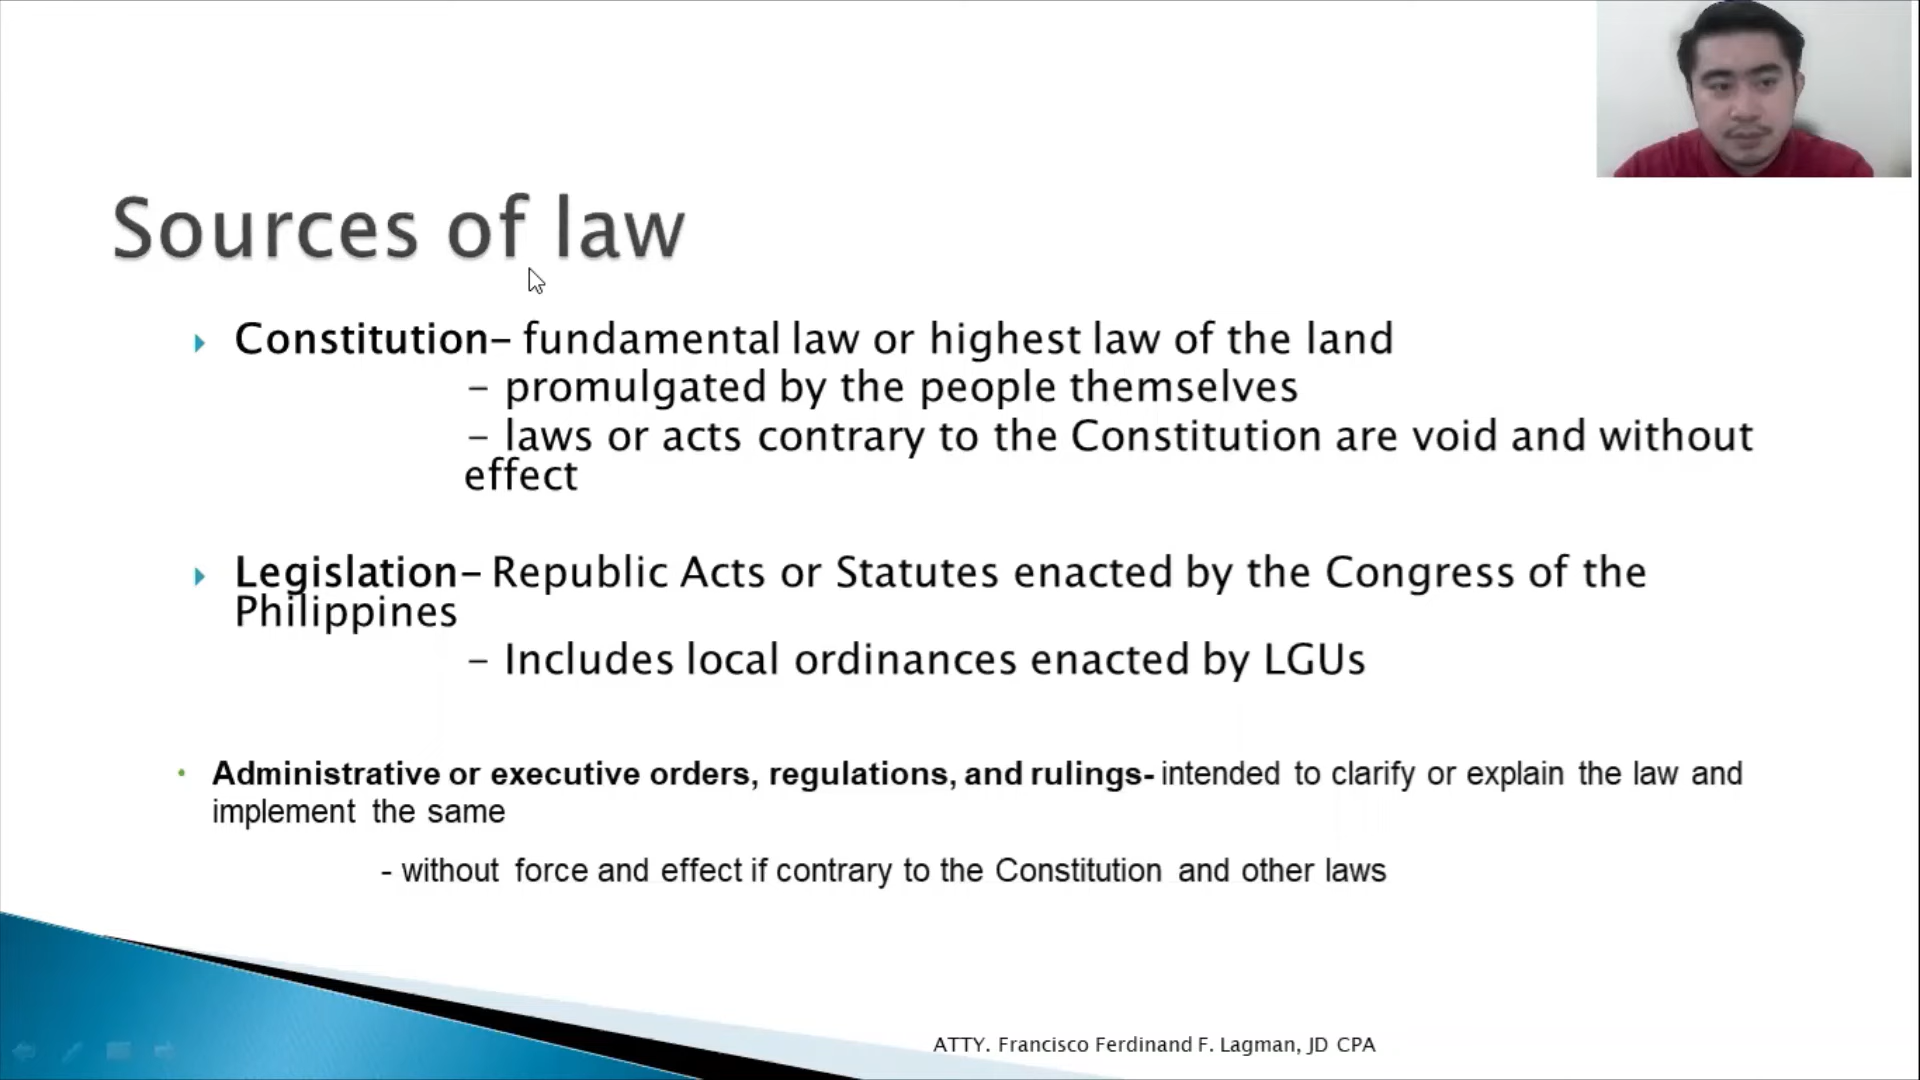 Sources of law
Constitution- fundamental law or highest law of the land
- promulgated by the people themselves
- laws or acts contrary to the Constitution are void and without
effect
Legislation- Republic Acts or Statutes enacted by the Congress of the
Philippines
- Includes local ordinances enacted by LGUs
Administrative or executive orders, regulations, and rulings- intended to clarify or explain the law and
implement the same
- without force and effect if contrary to the Constitution and other laws
ATTY. Francisco Ferdinand F. Lagman, JD CPA